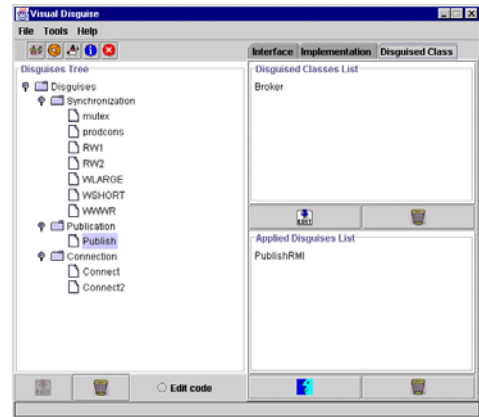 Visual Disguise
File Tools Help
Interface Implementation Disguised Class
Disguises Tree
Disguises
Synchronization
mutex
prodcons
RW1
RW2
WLARGE
WSHORT
WWWR
Publication
Publish
Connection
Connect
Connect2
Edit code
Disguised Classes List
Broker
EDIT
Applied Disguises List
PublishRMI